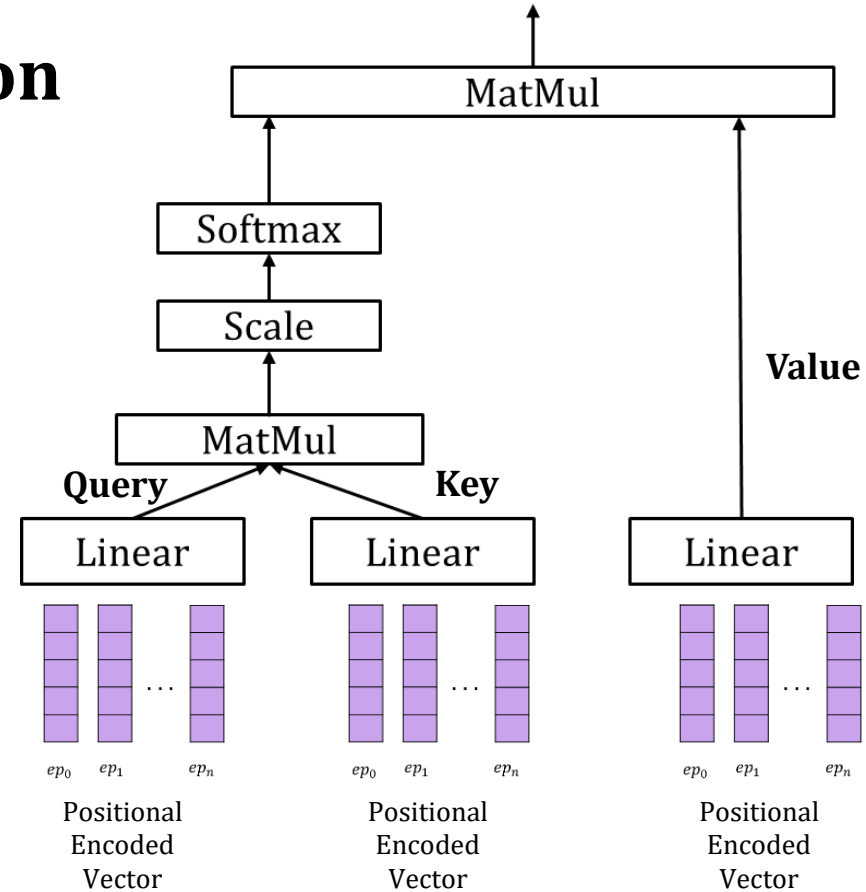 on
MatMul
Softmax
Scale
Value
MatMul
Query Key
Linear Linear Linear
... ... ...
ep₀ ep₁ epₙ ep₀ ep₁ epₙ ep₀ ep₁ epₙ
Positional Positional Positional
Encoded Encoded Encoded
Vector Vector Vector